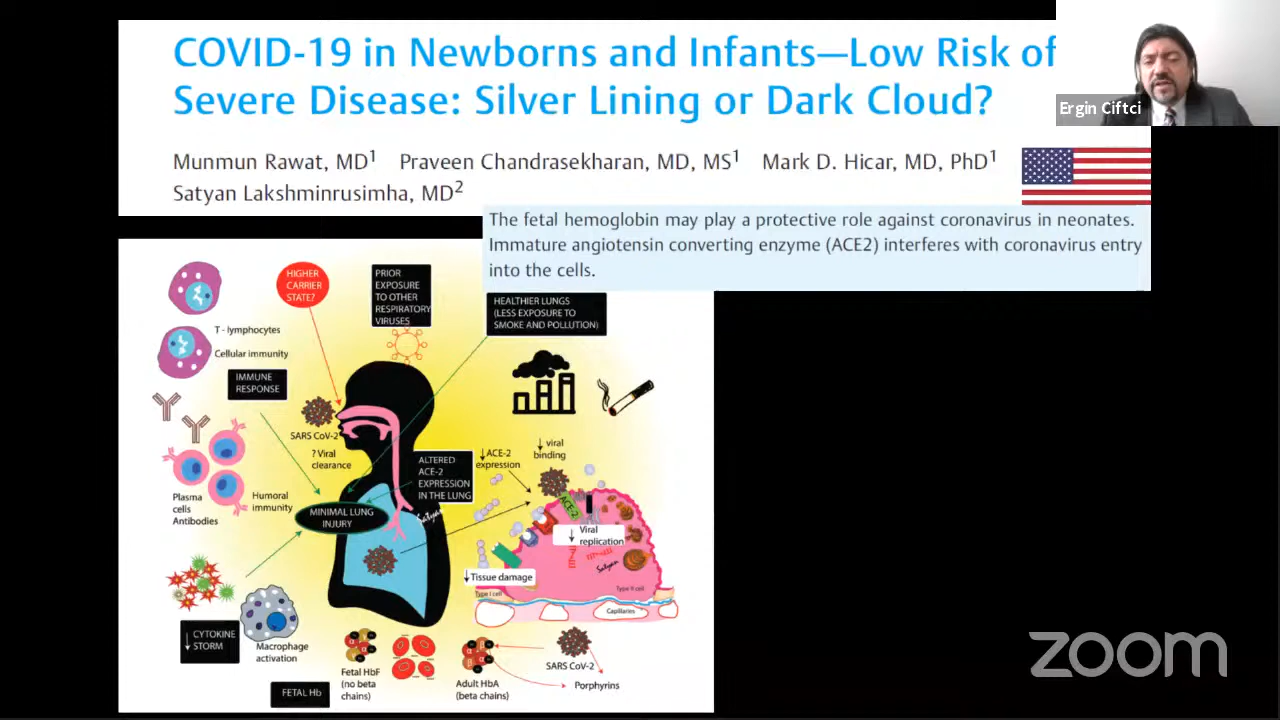 COVID-19 in Newborns and Infants—Low Risk of
Severe Disease: Silver Lining or Dark Cloud?
Ergin Ciftci
Munmun Rawat, MD1 Praveen Chandrasekharan, MD, MS1 Mark D. Hicar, MD, PhD1
Satyan Lakshminrusimha, MD2
The fetal hemoglobin may play a protective role against coronavirus in neonates.
Immature angiotensin converting enzyme (ACE2) interferes with coronavirus entry
into the cells.
HIGHER
CARRIER
STATE?
PRIOR
EXPOSURE
TO OTHER
RESPIRATORY
VIRUSES
HEALTHIER LUNGS
(LESS EXPOSURE TO
SMOKE AND POLLUTION)
T - lymphocytes
Cellular immunity
IMMUNE
RESPONSE
SARS CoV-2
? Viral
clearance
ALTERED
ACE-2
EXPRESSION
IN THE LUNG
↓ACE-2
expression
↓ viral
binding
Plasma
cells
Antibodies
Humoral
immunity
MINIMAL LUNG
INJURY
Satyan
ACE-2
↓ Viral
replication
Satyan
↓Tissue damage
Type I cell
Type II cell
Capillaries
↓ CYTOKINE
STORM
Macrophage
activation
FETAL Hb
Fetal HbF
(no beta
chains)
α
α
Adult HbA
(beta chains)
α
β
β
α
SARS CoV-2
Porphyrins
zoom